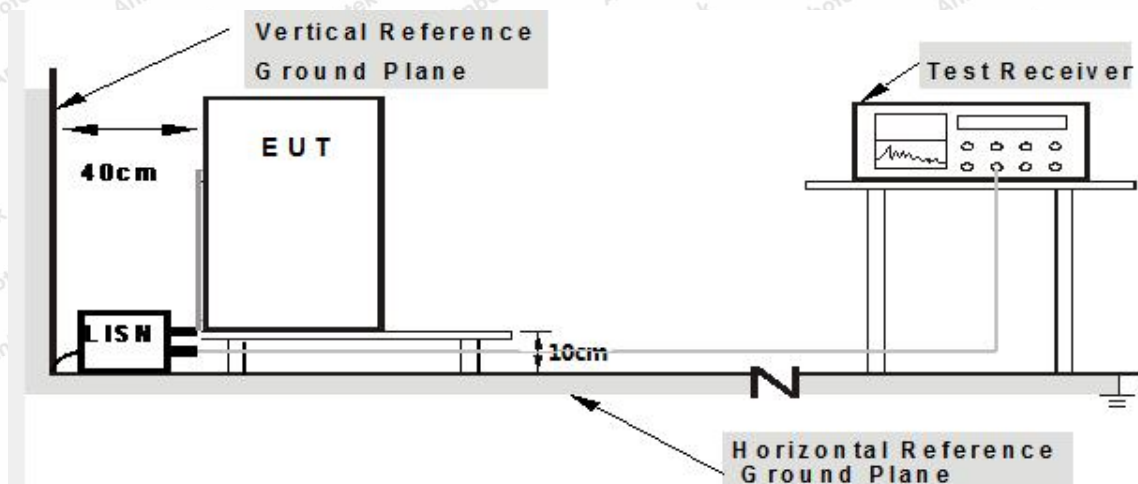 Vertical Reference
Ground Plane
Test Receiver
EUT
40cm
LISN
10cm
Horizontal Reference
Ground Plane